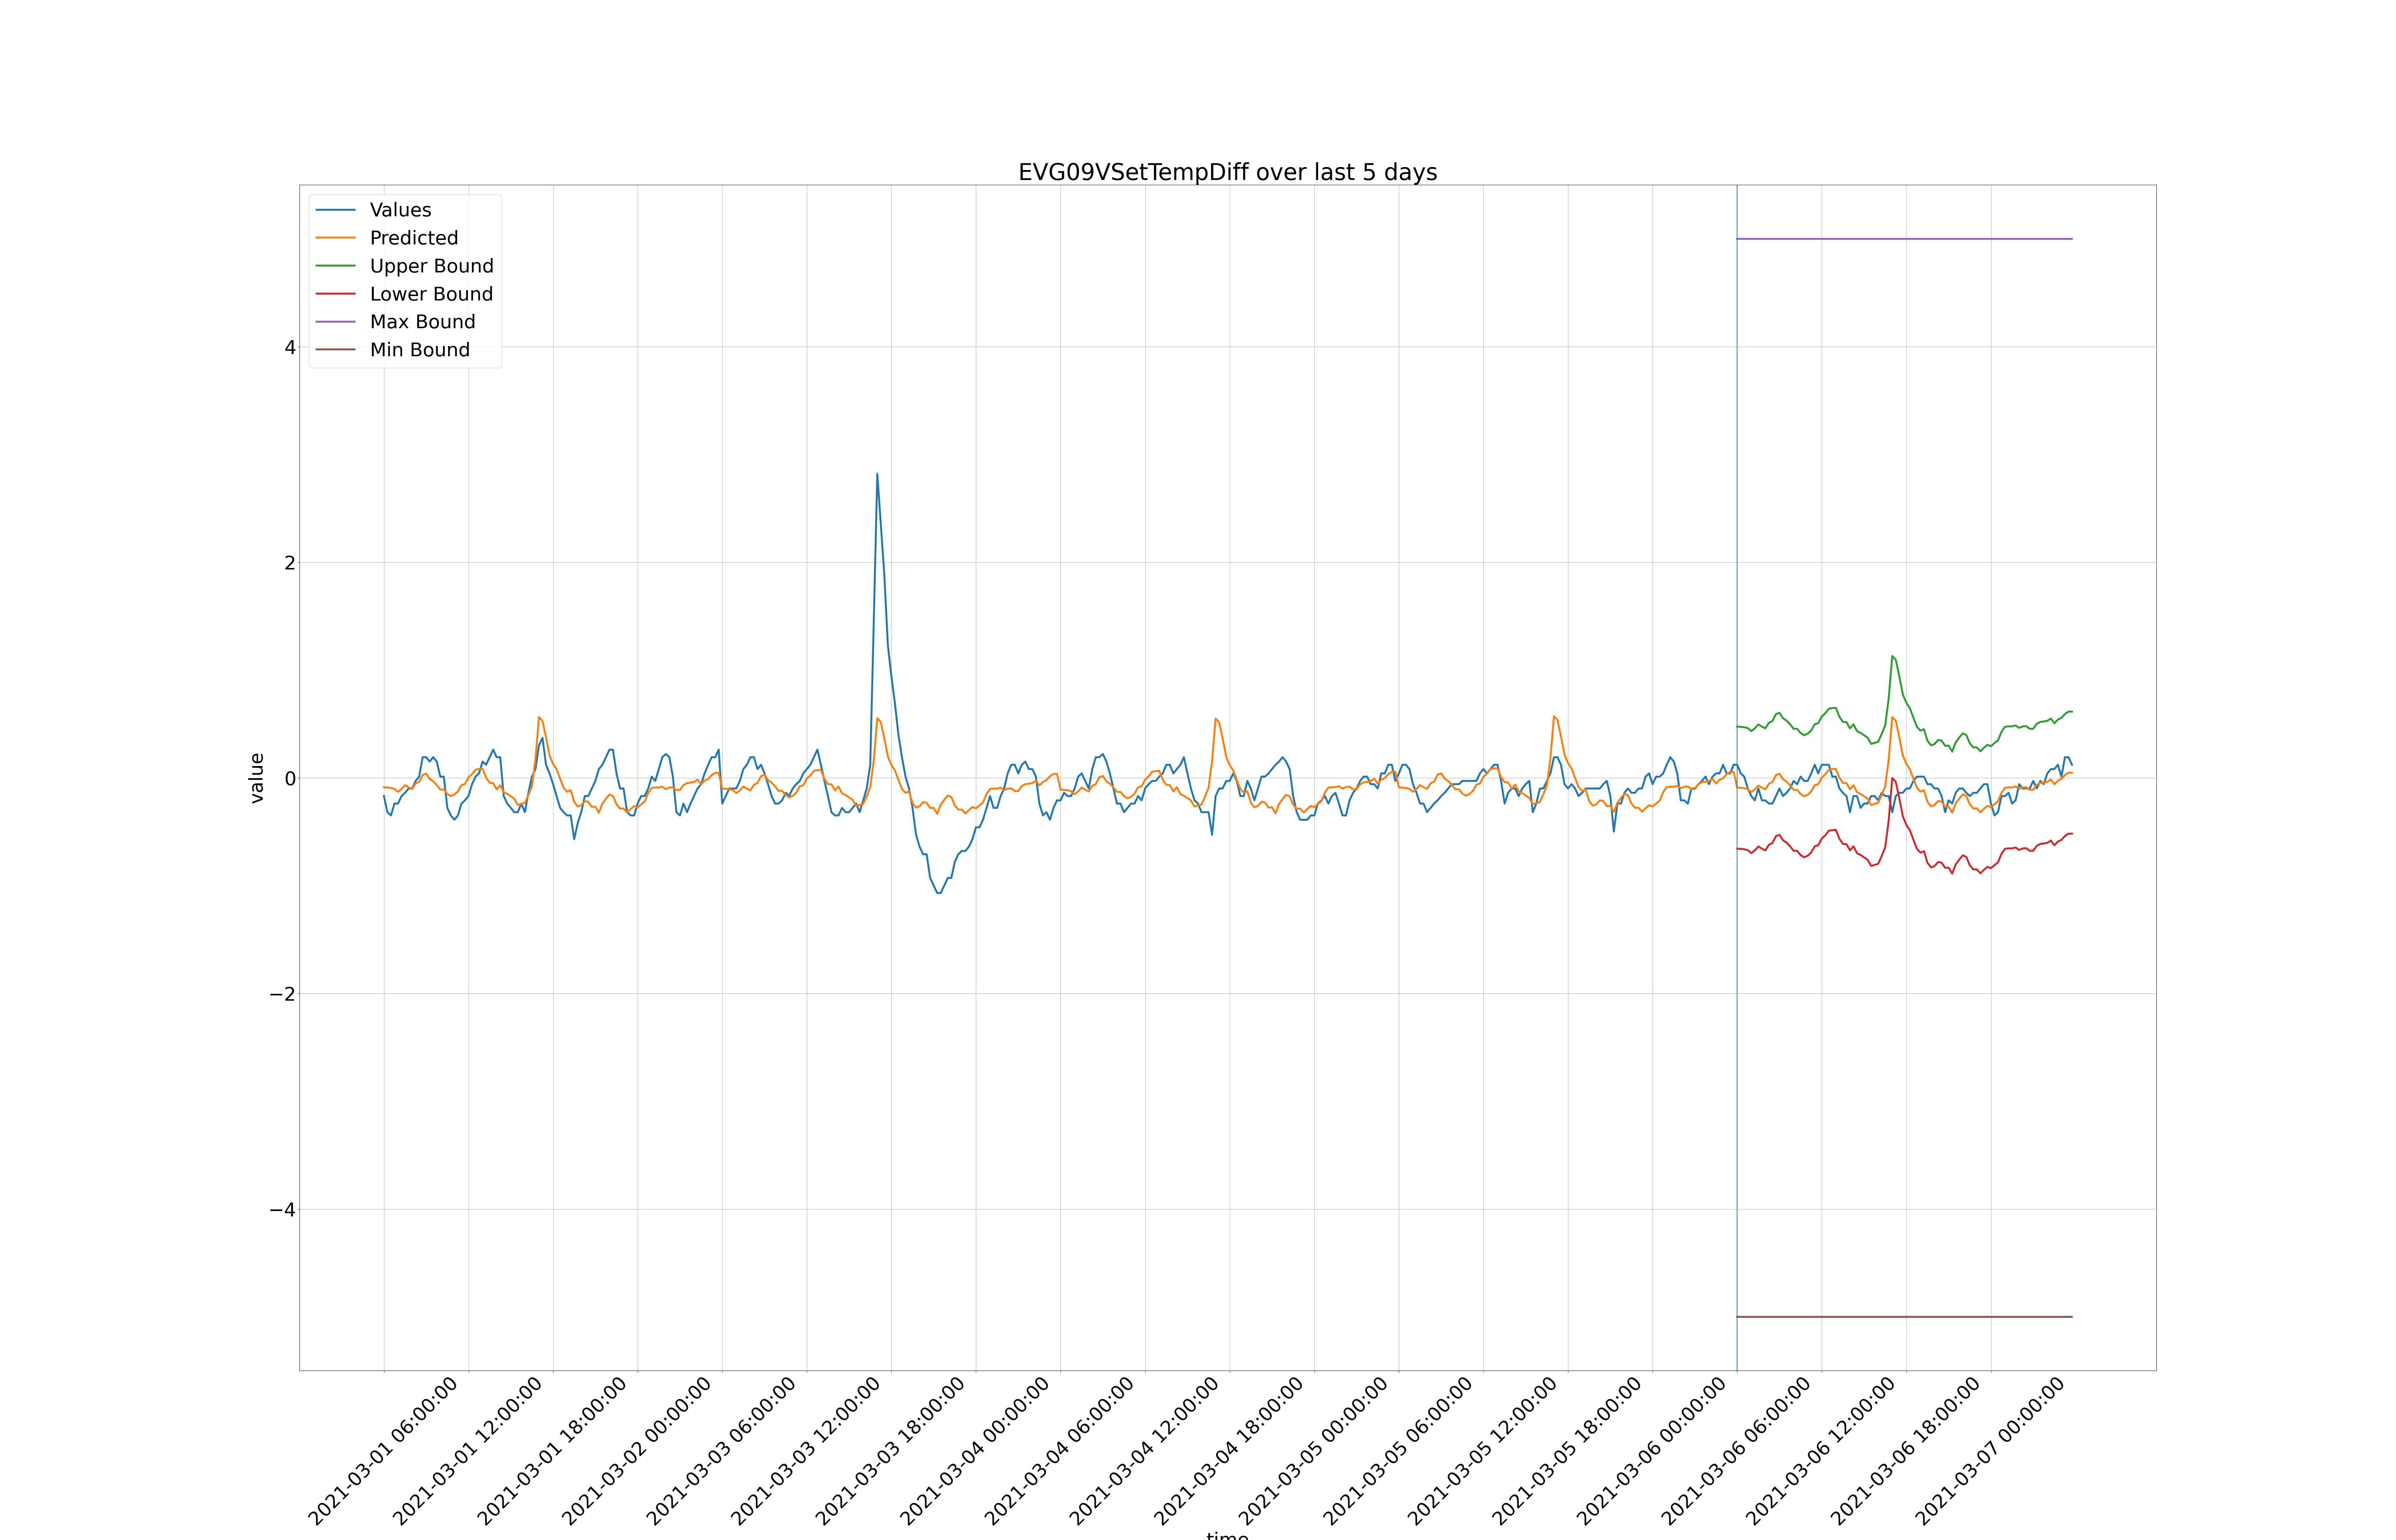 EVG09VSetTempDiff over last 5 days
Values
Predicted
Upper Bound
Lower Bound
Max Bound
Min Bound
value
4
2
0
−2
−4
2021-03-01 06:00:00
2021-03-01 12:00:00
2021-03-01 18:00:00
2021-03-02 00:00:00
2021-03-03 06:00:00
2021-03-03 12:00:00
2021-03-03 18:00:00
2021-03-04 00:00:00
2021-03-04 06:00:00
2021-03-04 12:00:00
2021-03-04 18:00:00
2021-03-05 00:00:00
2021-03-05 06:00:00
2021-03-05 12:00:00
2021-03-05 18:00:00
2021-03-06 00:00:00
2021-03-06 06:00:00
2021-03-06 12:00:00
2021-03-06 18:00:00
2021-03-07 00:00:00
time